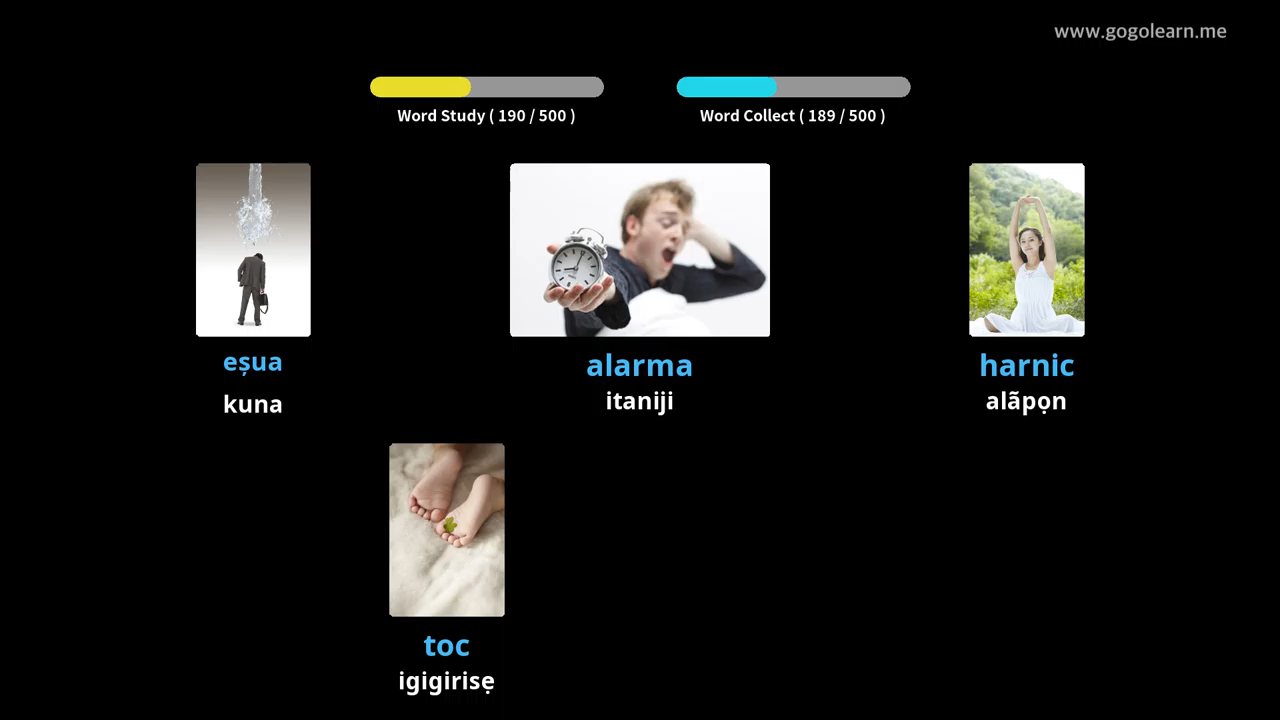 www.gogolearn.me
Word Study ( 190 / 500 )
Word Collect ( 189 / 500 )
eșua
alarma
harnic
kuna
itaniji
alãpọn
toc
igigirisẹ